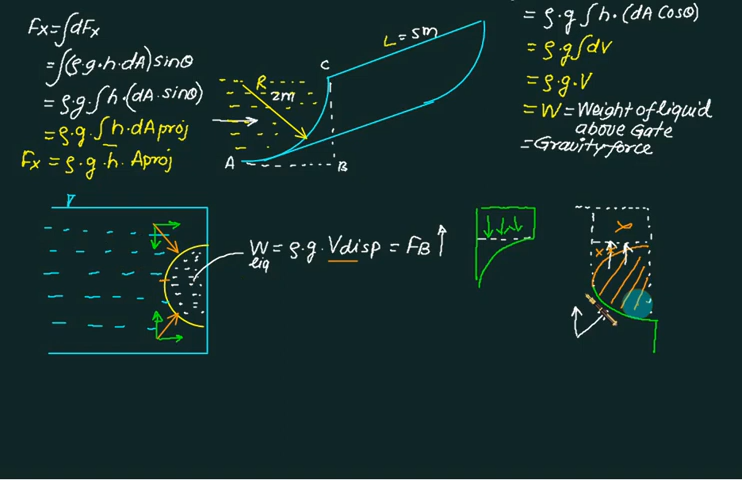 Fx = ∫dFx
= ∫(ρ.g.h.dA) sinθ
= ρ.g ∫h.(dA.sinθ)
= ρ.g.∫h.dAproj
Fx = ρ.g.h. Aproj
L = 5m
C
R
2m
A
B
= ρ.g ∫h.(dA Cosθ)
= ρ.g ∫dV
= ρ.g.V
= W = Weight of liquid
above Gate
= Gravity force
W liq = ρ.g. Vdisp = FB ↑